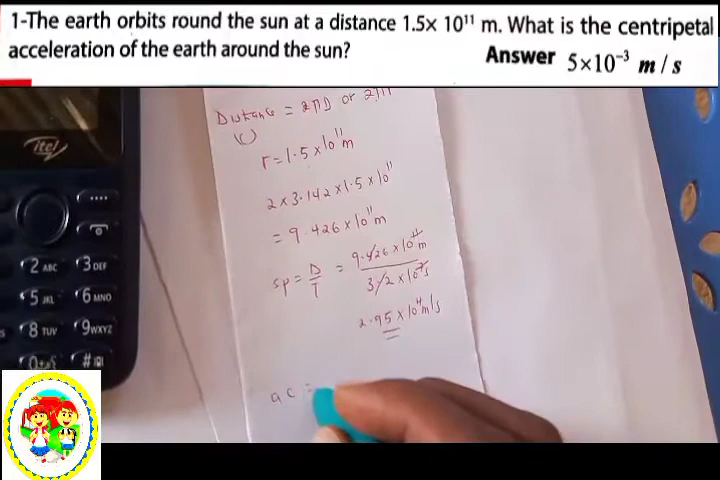 1-The earth orbits round the sun at a distance 1.5× 10¹¹ m. What is the centripetal
acceleration of the earth around the sun?
Answer 5×10⁻³ m / s
Distance = 2πD or 2πr
r = 1.5 x 10¹¹ m
2 x 3.142 x 1.5 x 10¹¹
= 9.426 x 10¹¹ m
sp = D/T = 9.426 x 10¹¹ m / 3.2 x 10⁷ s
2.95 x 10⁴ m/s
ac =
itel
2 ABC 3 DEF
5 JKL 6 MNO
8 TUV 9 WXYZ
#